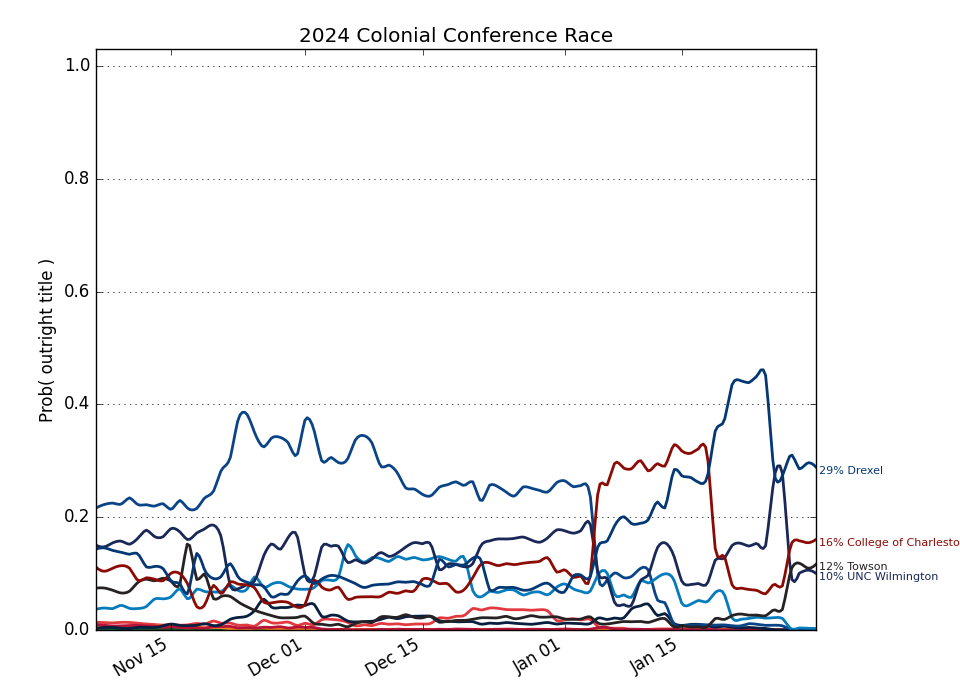 2024 Colonial Conference Race
Prob( outright title )
1.0
0.8
0.6
0.4
0.2
0.0
29% Drexel
16% College of Charlesto
12% Towson
10% UNC Wilmington
Nov 15
Dec 01
Dec 15
Jan 01
Jan 15